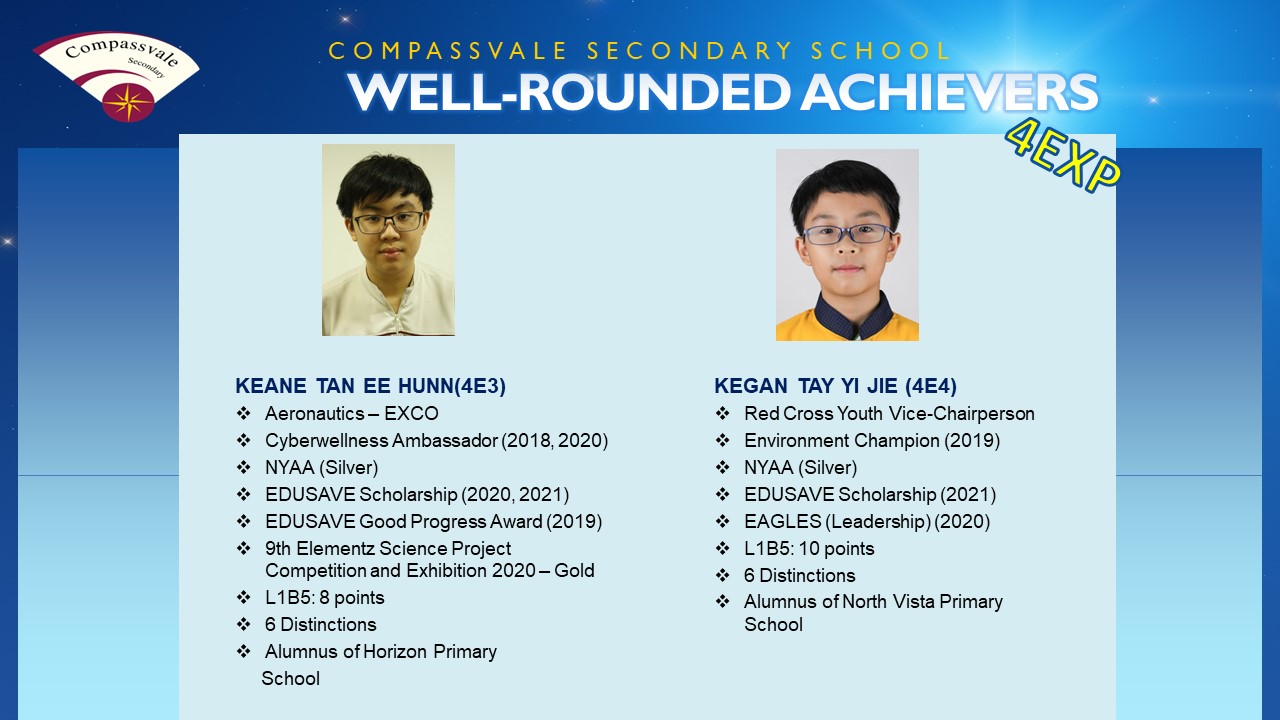 Compassvale
Secondary
COMPASSVALE SECONDARY SCHOOL
WELL-ROUNDED ACHIEVERS
4EXP
KEANE TAN EE HUNN(4E3)
❖ Aeronautics – EXCO
❖ Cyberwellness Ambassador (2018, 2020)
❖ NYAA (Silver)
❖ EDUSAVE Scholarship (2020, 2021)
❖ EDUSAVE Good Progress Award (2019)
❖ 9th Elementz Science Project
Competition and Exhibition 2020 – Gold
❖ L1B5: 8 points
❖ 6 Distinctions
❖ Alumnus of Horizon Primary
School
KEGAN TAY YI JIE (4E4)
❖ Red Cross Youth Vice-Chairperson
❖ Environment Champion (2019)
❖ NYAA (Silver)
❖ EDUSAVE Scholarship (2021)
❖ EAGLES (Leadership) (2020)
❖ L1B5: 10 points
❖ 6 Distinctions
❖ Alumnus of North Vista Primary
School